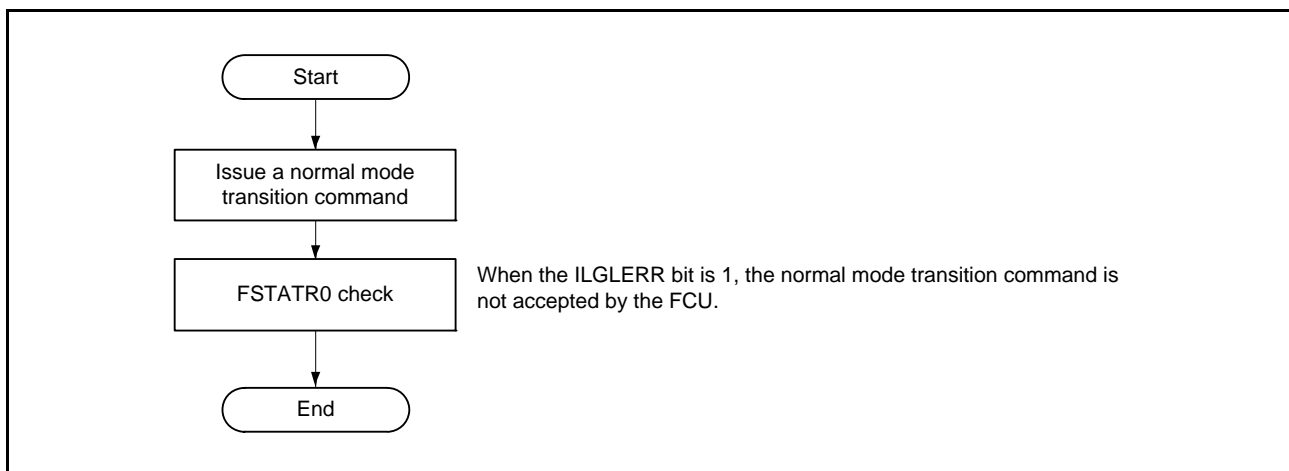 Start
Issue a normal mode
transition command
FSTATR0 check
When the ILGLERR bit is 1, the normal mode transition command is
not accepted by the FCU.
End